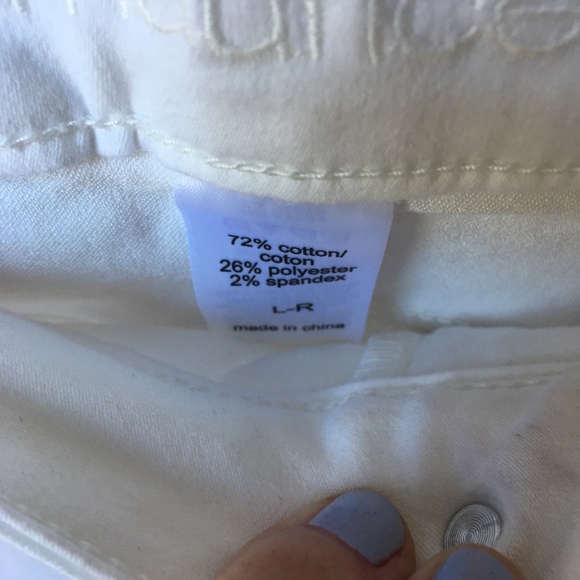 72% cotton/
coton
26% polyester
2% spandex
L-R
made in china